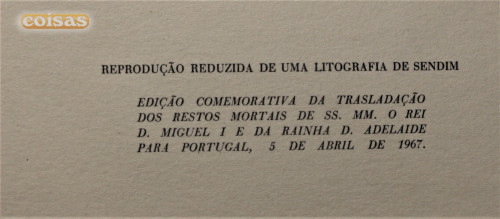 coisas
REPRODUÇÃO REDUZIDA DE UMA LITOGRAFIA DE SENDIM
EDIÇÃO COMEMORATIVA DA TRASLADAÇÃO
DOS RESTOS MORTAIS DE SS. MM. O REI
D. MIGUEL I E DA RAINHA D. ADELAIDE
PARA PORTUGAL, 5 DE ABRIL DE 1967.